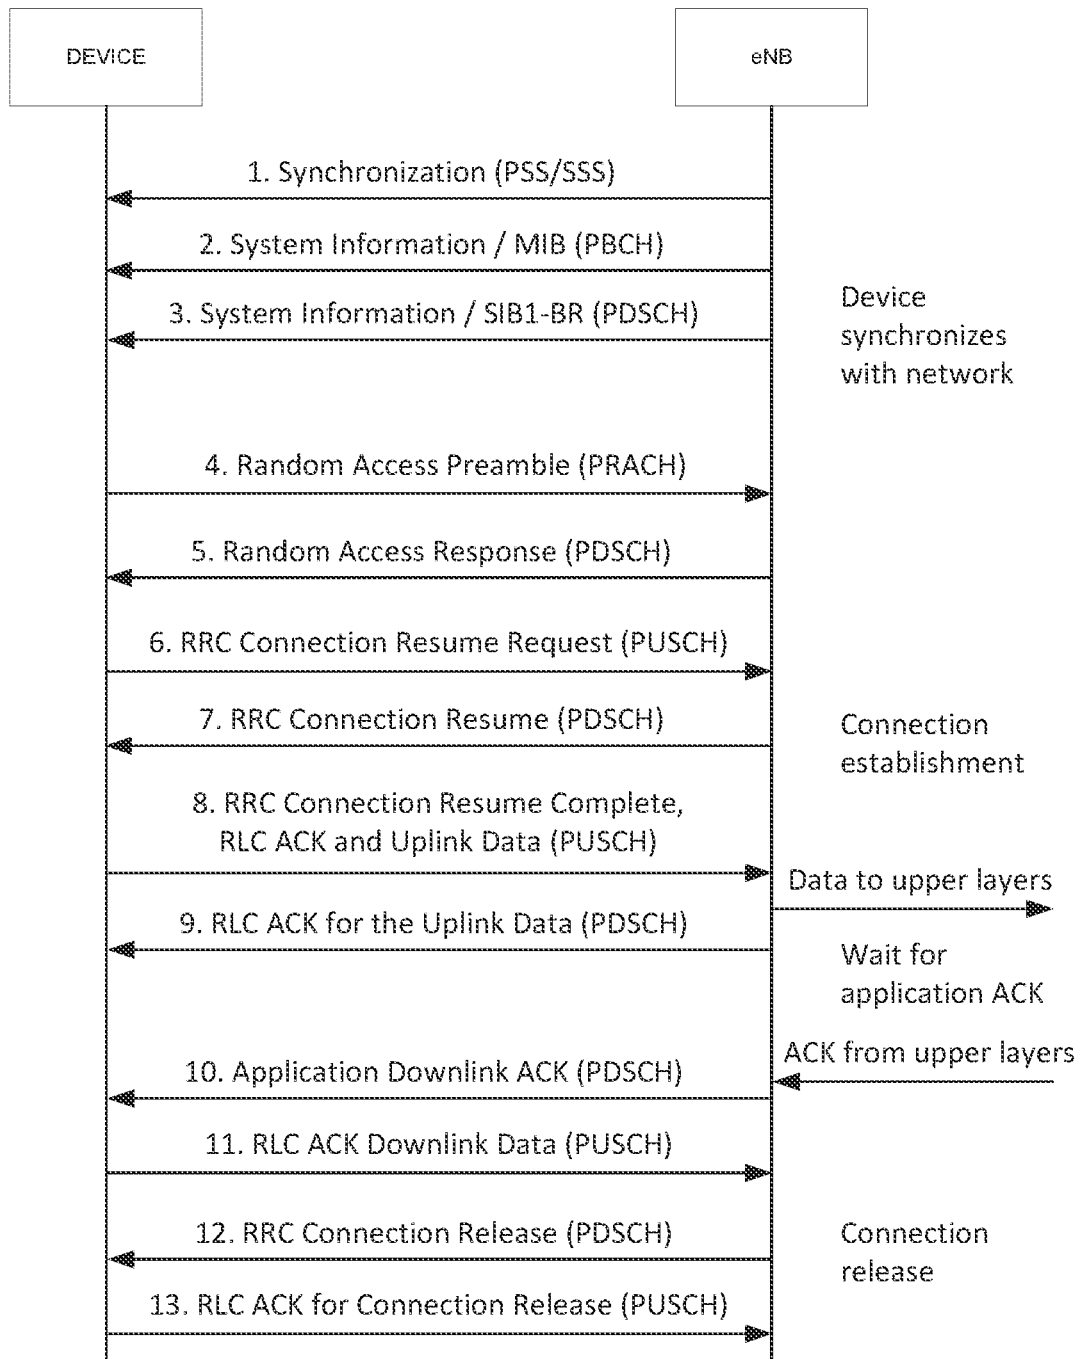 DEVICE
eNB
1. Synchronization (PSS/SSS)
2. System Information / MIB (PBCH)
3. System Information / SIB1-BR (PDSCH)
Device
synchronizes
with network
4. Random Access Preamble (PRACH)
5. Random Access Response (PDSCH)
6. RRC Connection Resume Request (PUSCH)
7. RRC Connection Resume (PDSCH)
Connection
establishment
8. RRC Connection Resume Complete,
RLC ACK and Uplink Data (PUSCH)
Data to upper layers
9. RLC ACK for the Uplink Data (PDSCH)
Wait for
application ACK
ACK from upper layers
10. Application Downlink ACK (PDSCH)
11. RLC ACK Downlink Data (PUSCH)
12. RRC Connection Release (PDSCH)
Connection
release
13. RLC ACK for Connection Release (PUSCH)